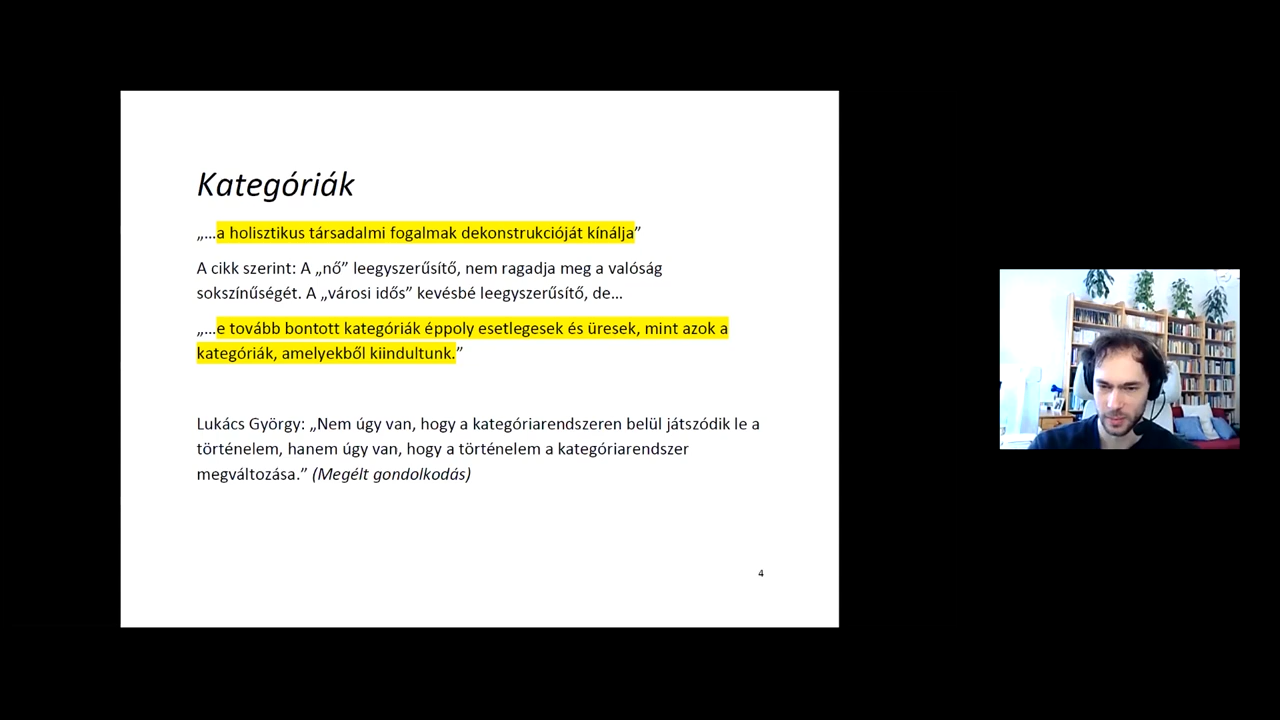 Kategóriák
„…a holisztikus társadalmi fogalmak dekonstrukcióját kínálja”
A cikk szerint: A „nő” leegyszerűsítő, nem ragadja meg a valóság
sokszínűségét. A „városi idős” kevésbé leegyszerűsítő, de…
„…e tovább bontott kategóriák éppoly esetlegesek és üresek, mint azok a
kategóriák, amelyekből kiindultunk.”
Lukács György: „Nem úgy van, hogy a kategóriarendszeren belül játszódik le a
történelem, hanem úgy van, hogy a történelem a kategóriarendszer
megváltozása.” (Megélt gondolkodás)
4